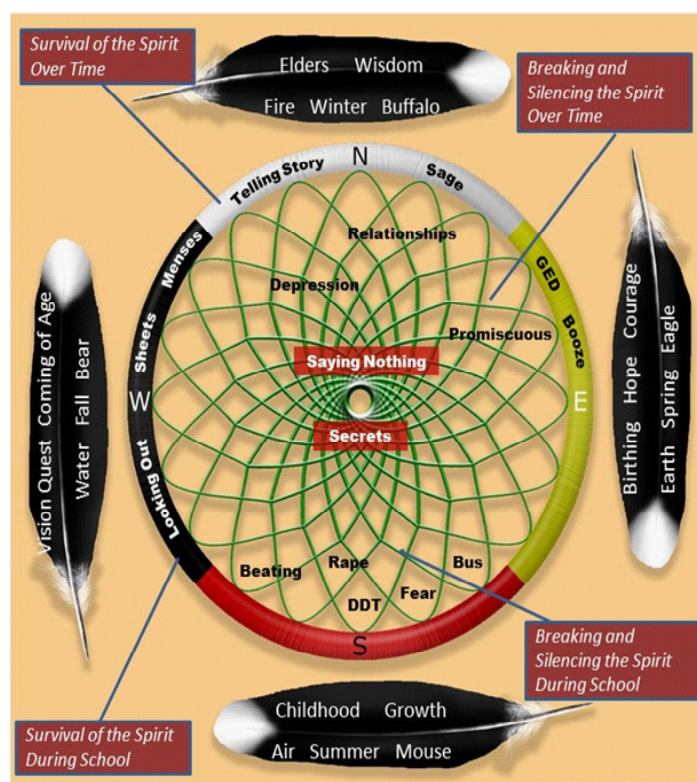 Survival of the Spirit
Over Time
Elders Wisdom
Fire Winter Buffalo
Breaking and
Silencing the Spirit
Over Time
N
Telling Story
Sage
Menses
Sheets
W
Looking Out
GED
Booze
E
Relationships
Depression
Promiscuous
Saying Nothing
Secrets
Beating
Rape
Bus
DDT
Fear
S
Vision Quest Coming of Age
Water Fall Bear
Birthing Hope Courage
Earth Spring Eagle
Breaking and
Silencing the Spirit
During School
Survival of the Spirit
During School
Childhood Growth
Air Summer Mouse